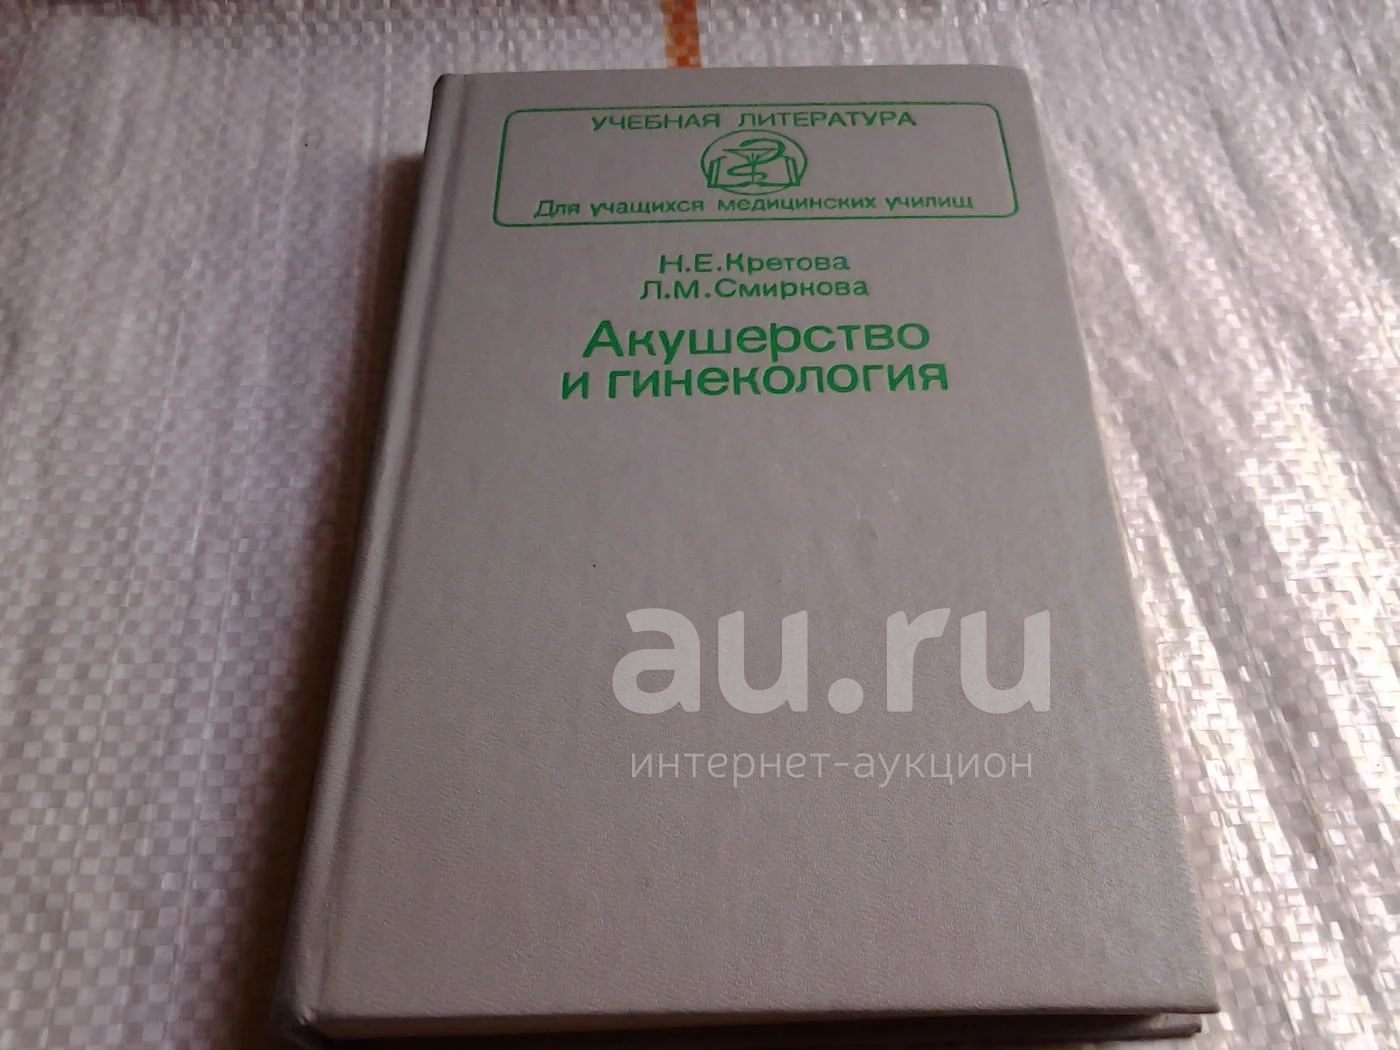 УЧЕБНАЯ ЛИТЕРАТУРА
Для учащихся медицинских училищ
Н.Е.Кретова
Л.М.Смирнова
Акушерство
и гинекология
au.ru
интернет-аукцион